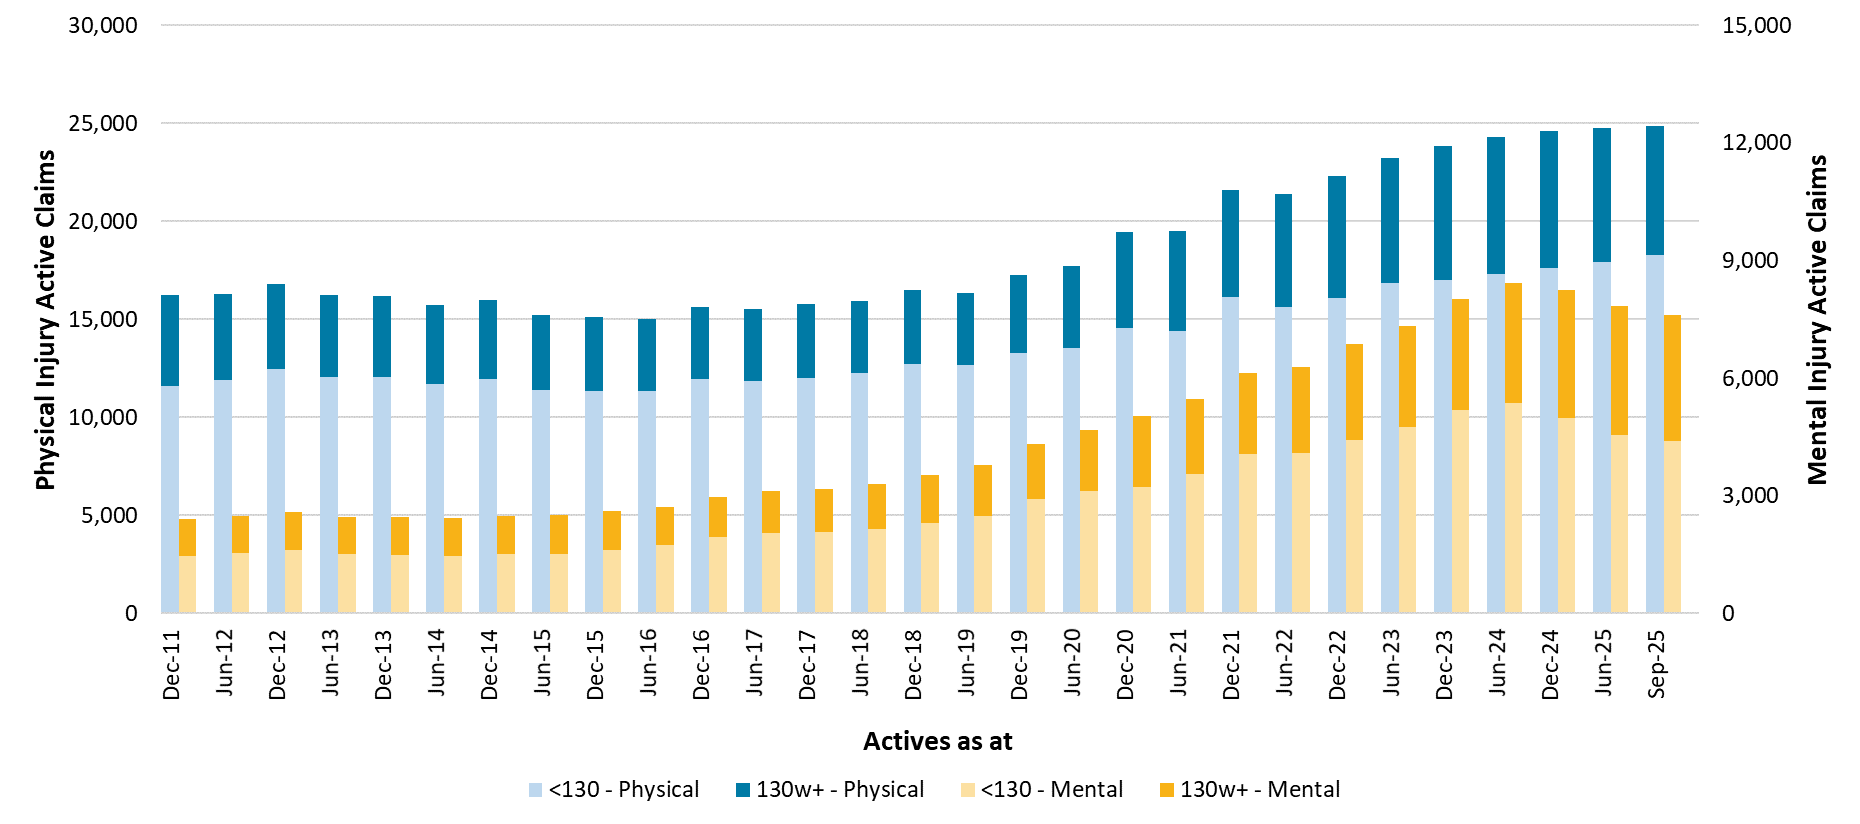 30,000
25,000
20,000
15,000
10,000
5,000
0
Physical Injury Active Claims
15,000
12,000
9,000
6,000
3,000
0
Mental Injury Active Claims
Dec-11
Jun-12
Dec-12
Jun-13
Dec-13
Jun-14
Dec-14
Jun-15
Dec-15
Jun-16
Dec-16
Jun-17
Dec-17
Jun-18
Dec-18
Jun-19
Dec-19
Jun-20
Dec-20
Jun-21
Dec-21
Jun-22
Dec-22
Jun-23
Dec-23
Jun-24
Dec-24
Jun-25
Sep-25
Actives as at
<130 - Physical 130w+ - Physical <130 - Mental 130w+ - Mental